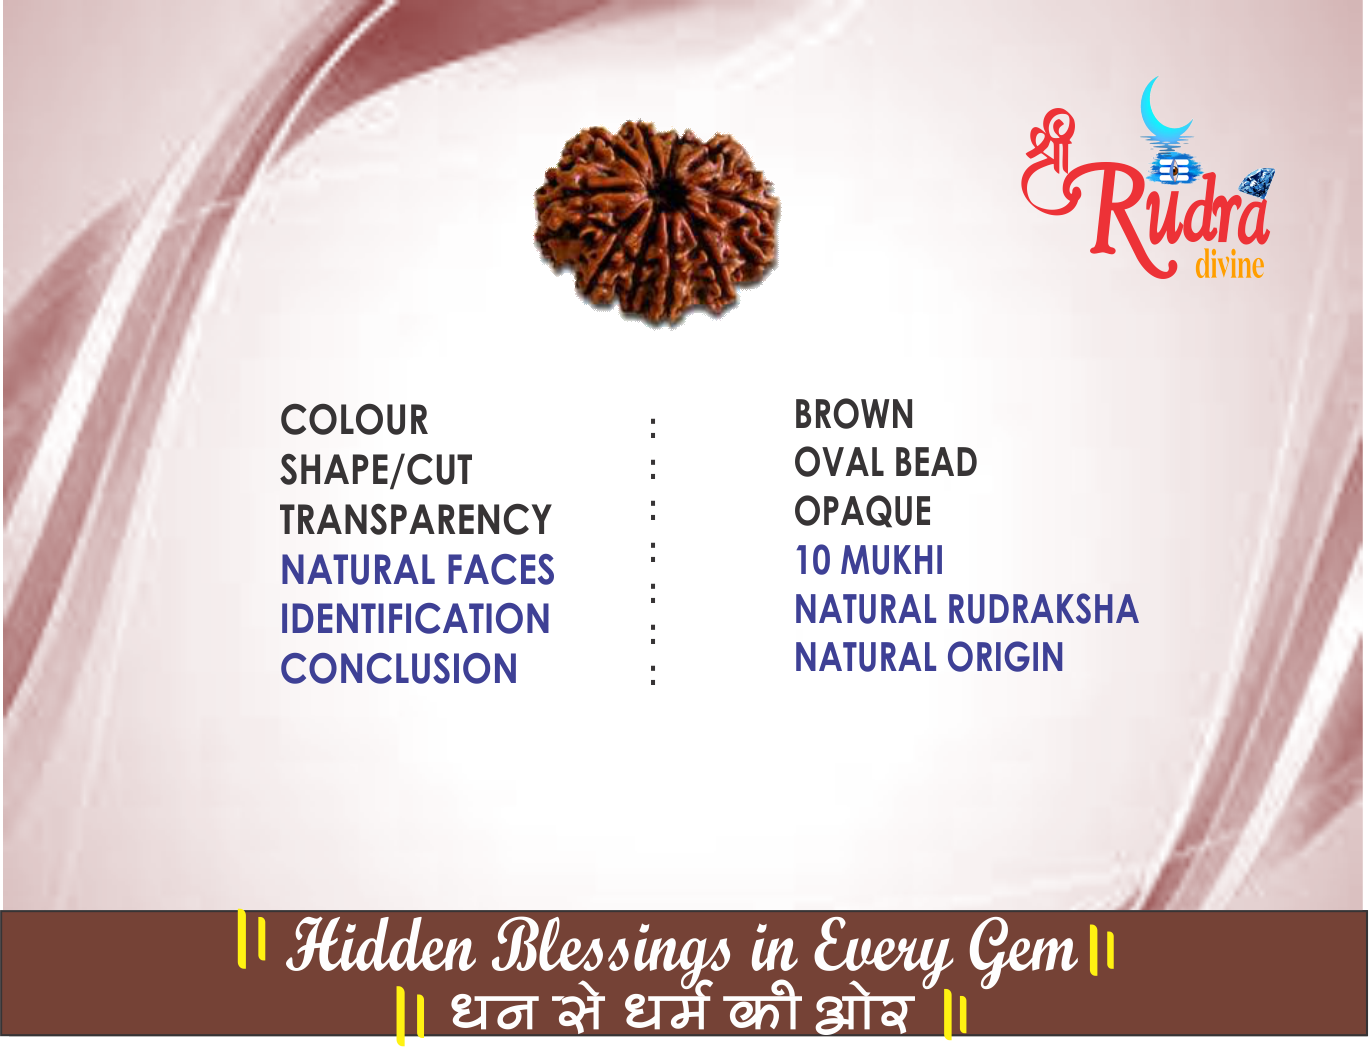 श्री
Rudra
divine
COLOUR : BROWN
SHAPE/CUT : OVAL BEAD
TRANSPARENCY : OPAQUE
NATURAL FACES : 10 MUKHI
IDENTIFICATION : NATURAL RUDRAKSHA
CONCLUSION : NATURAL ORIGIN
:
|| Hidden Blessings in Every Gem ||
|| धन से धर्म की ओर ||